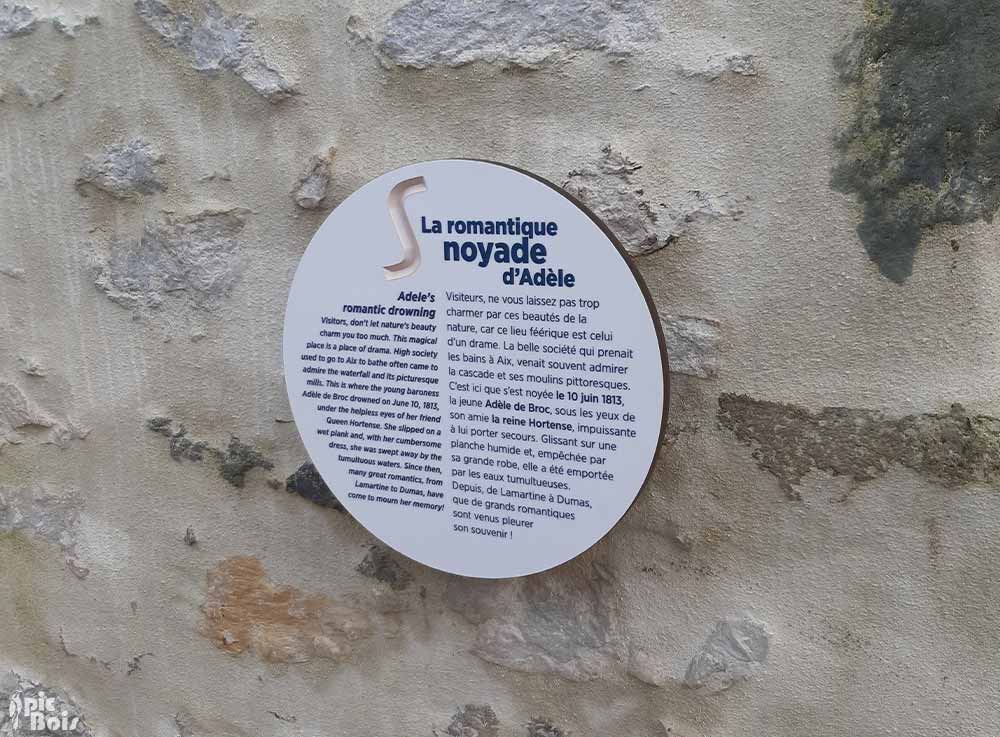 La romantique
noyade
d'Adèle
Adele's
romantic drowning
Visitors, don't let nature's beauty
charm you too much. This magical
place is a place of drama. High society
used to go to Aix to bathe often came to
admire the waterfall and its picturesque
mills. This is where the young baroness
Adèle de Broc drowned on June 10, 1813,
under the helpless eyes of her friend
Queen Hortense. She slipped on a
wet plank and, with her cumbersome
dress, she was swept away by the
tumultuous waters. Since then,
many great romantics, from
Lamartine to Dumas, have
come to mourn her memory!
Visiteurs, ne vous laissez pas trop
charmer par ces beautés de la
nature, car ce lieu féérique est celui
d'un drame. La belle société qui prenait
les bains à Aix, venait souvent admirer
la cascade et ses moulins pittoresques.
C'est ici que s'est noyée le 10 juin 1813,
la jeune Adèle de Broc, sous les yeux de
son amie la reine Hortense, impuissante
à lui porter secours. Glissant sur une
planche humide et, empêchée par
sa grande robe, elle a été emportée
par les eaux tumultueuses.
Depuis, de Lamartine à Dumas,
que de grands romantiques
sont venus pleurer
son souvenir !
pic
Bois